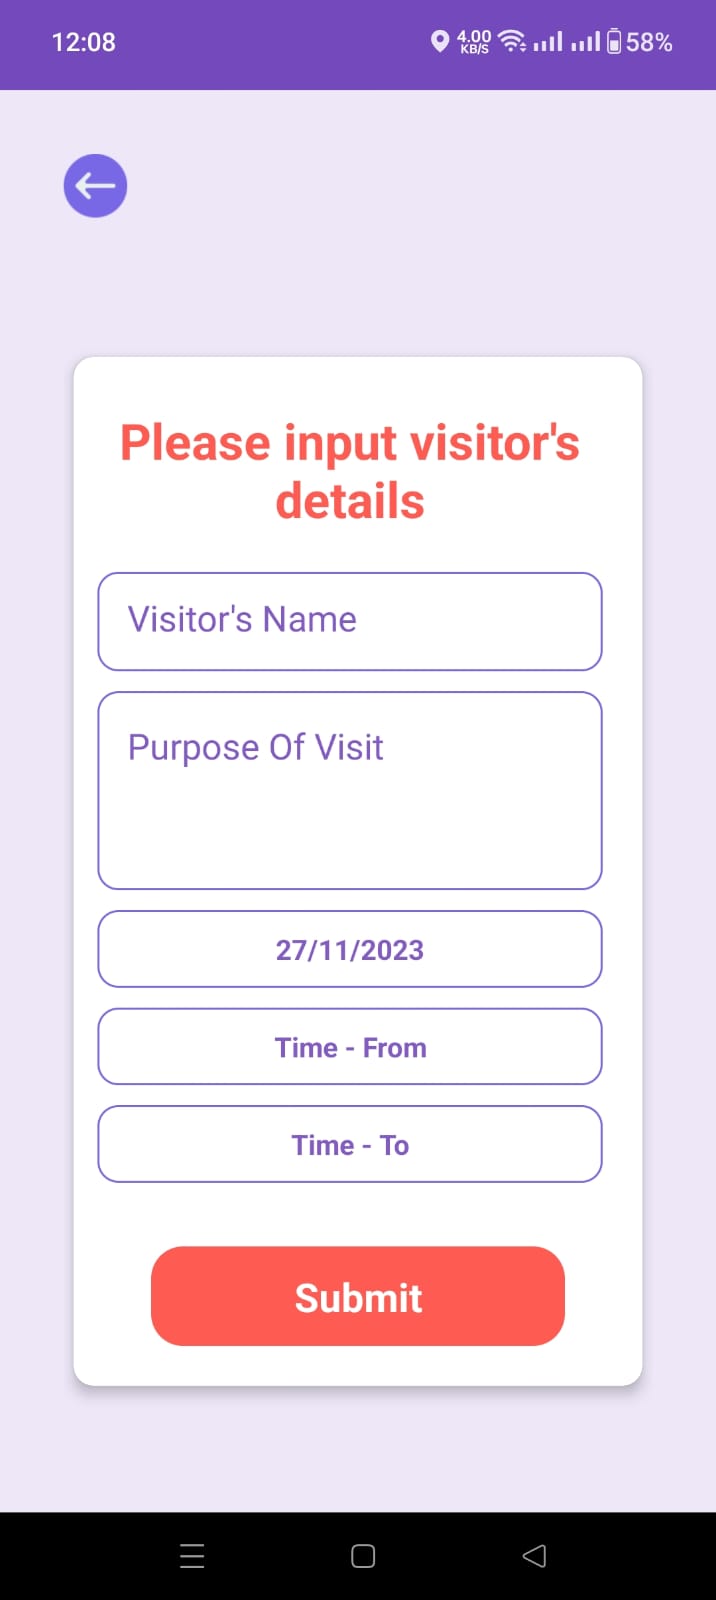 12:08
4.00
KB/S
58%
Please input visitor's
details
Visitor's Name
Purpose Of Visit
27/11/2023
Time - From
Time - To
Submit